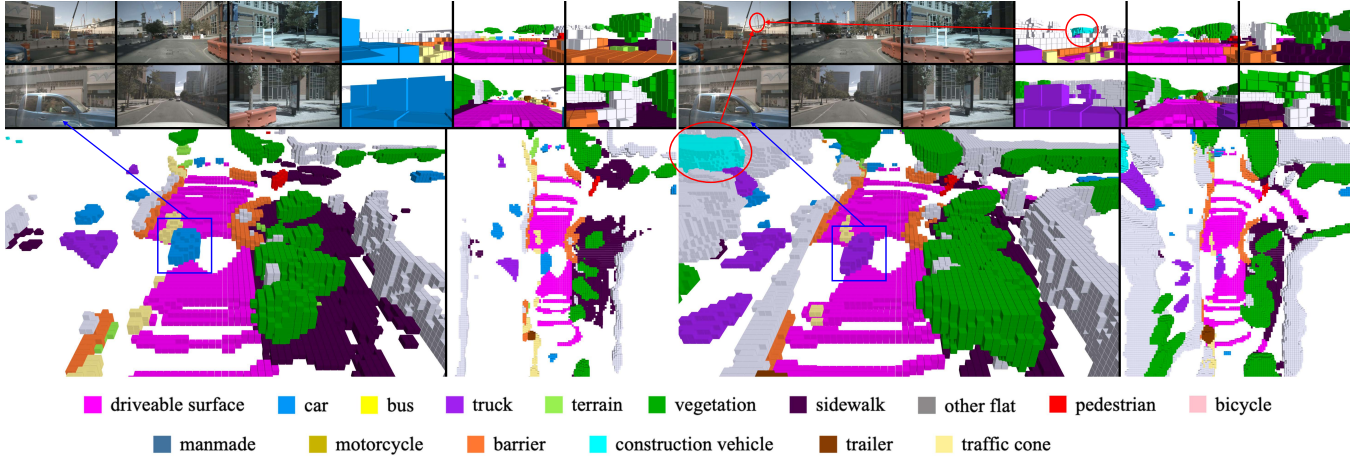 driveable surface car bus truck terrain vegetation sidewalk other flat pedestrian bicycle
manmade motorcycle barrier construction vehicle trailer traffic cone